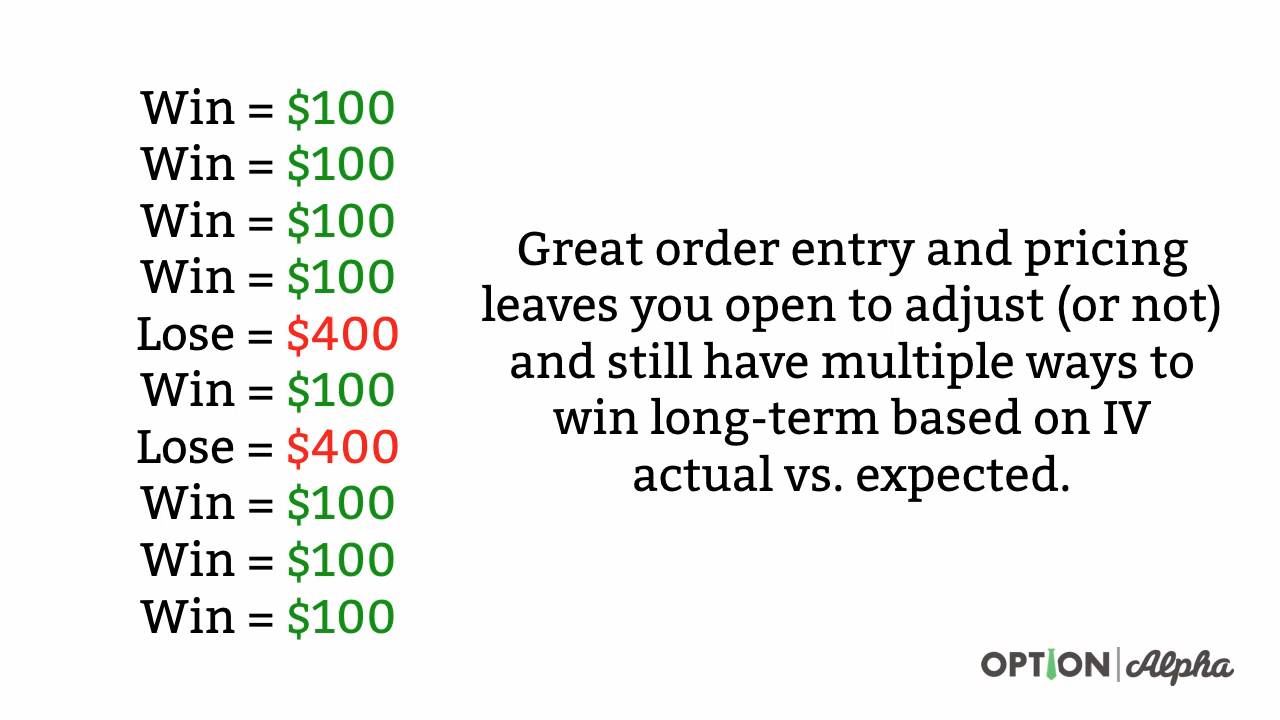 Win = $100
Win = $100
Win = $100
Win = $100
Lose = $400
Win = $100
Lose = $400
Win = $100
Win = $100
Win = $100
Great order entry and pricing
leaves you open to adjust (or not)
and still have multiple ways to
win long-term based on IV
actual vs. expected.
OPTION | Alpha